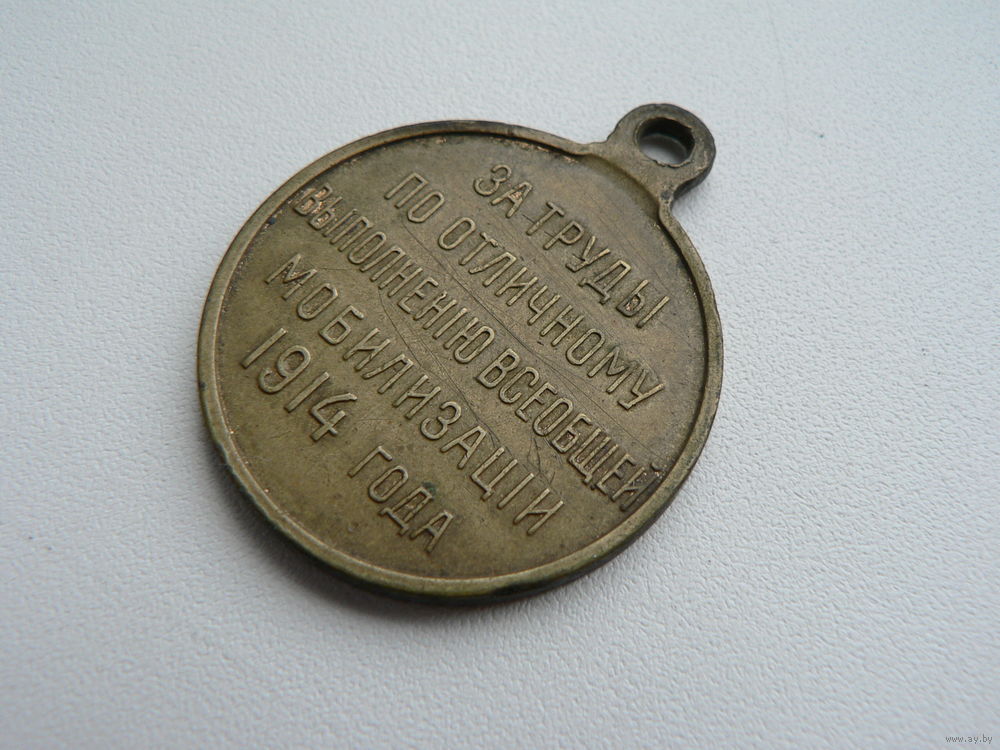 ЗА ТРУДЫ
ПО ОТЛИЧНОМУ
ВЫПОЛНЕНІЮ ВСЕОБЩЕЙ
МОБИЛИЗАЦІИ
1914 ГОДА
www.ay.by